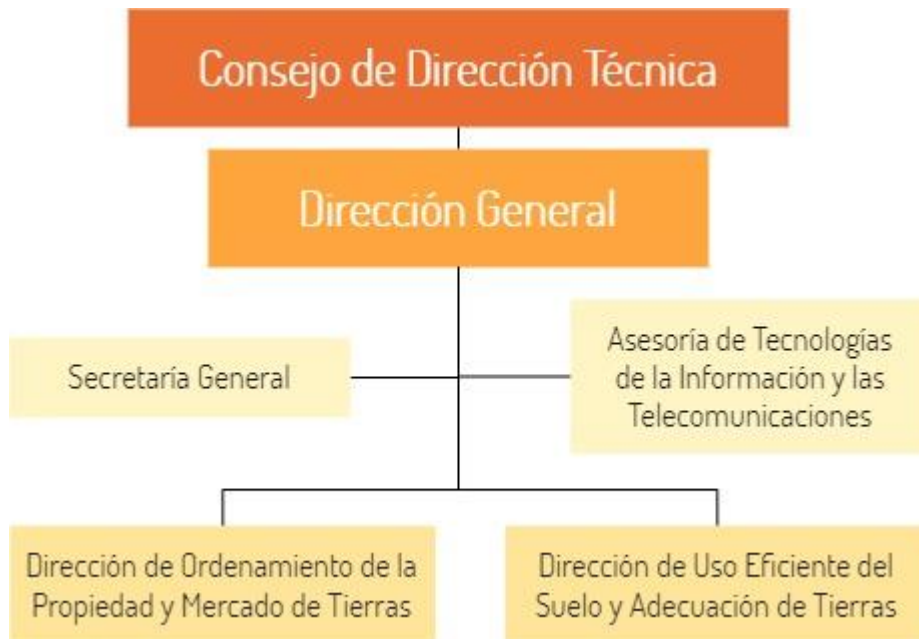 Consejo de Dirección Técnica
Dirección General
Secretaría General
Asesoría de Tecnologías
de la Información y las
Telecomunicaciones
Dirección de Ordenamiento de la
Propiedad y Mercado de Tierras
Dirección de Uso Eficiente del
Suelo y Adecuación de Tierras